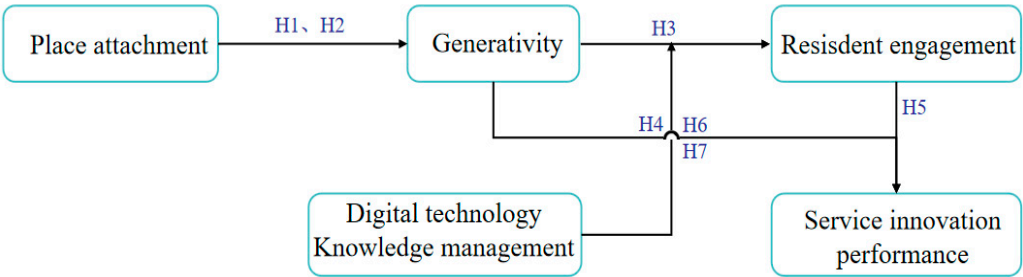 H1、H2
Place attachment
Generativity
H3
Resisdent engagement
H5
H4
H6
H7
Digital technology
Knowledge management
Service innovation
performance